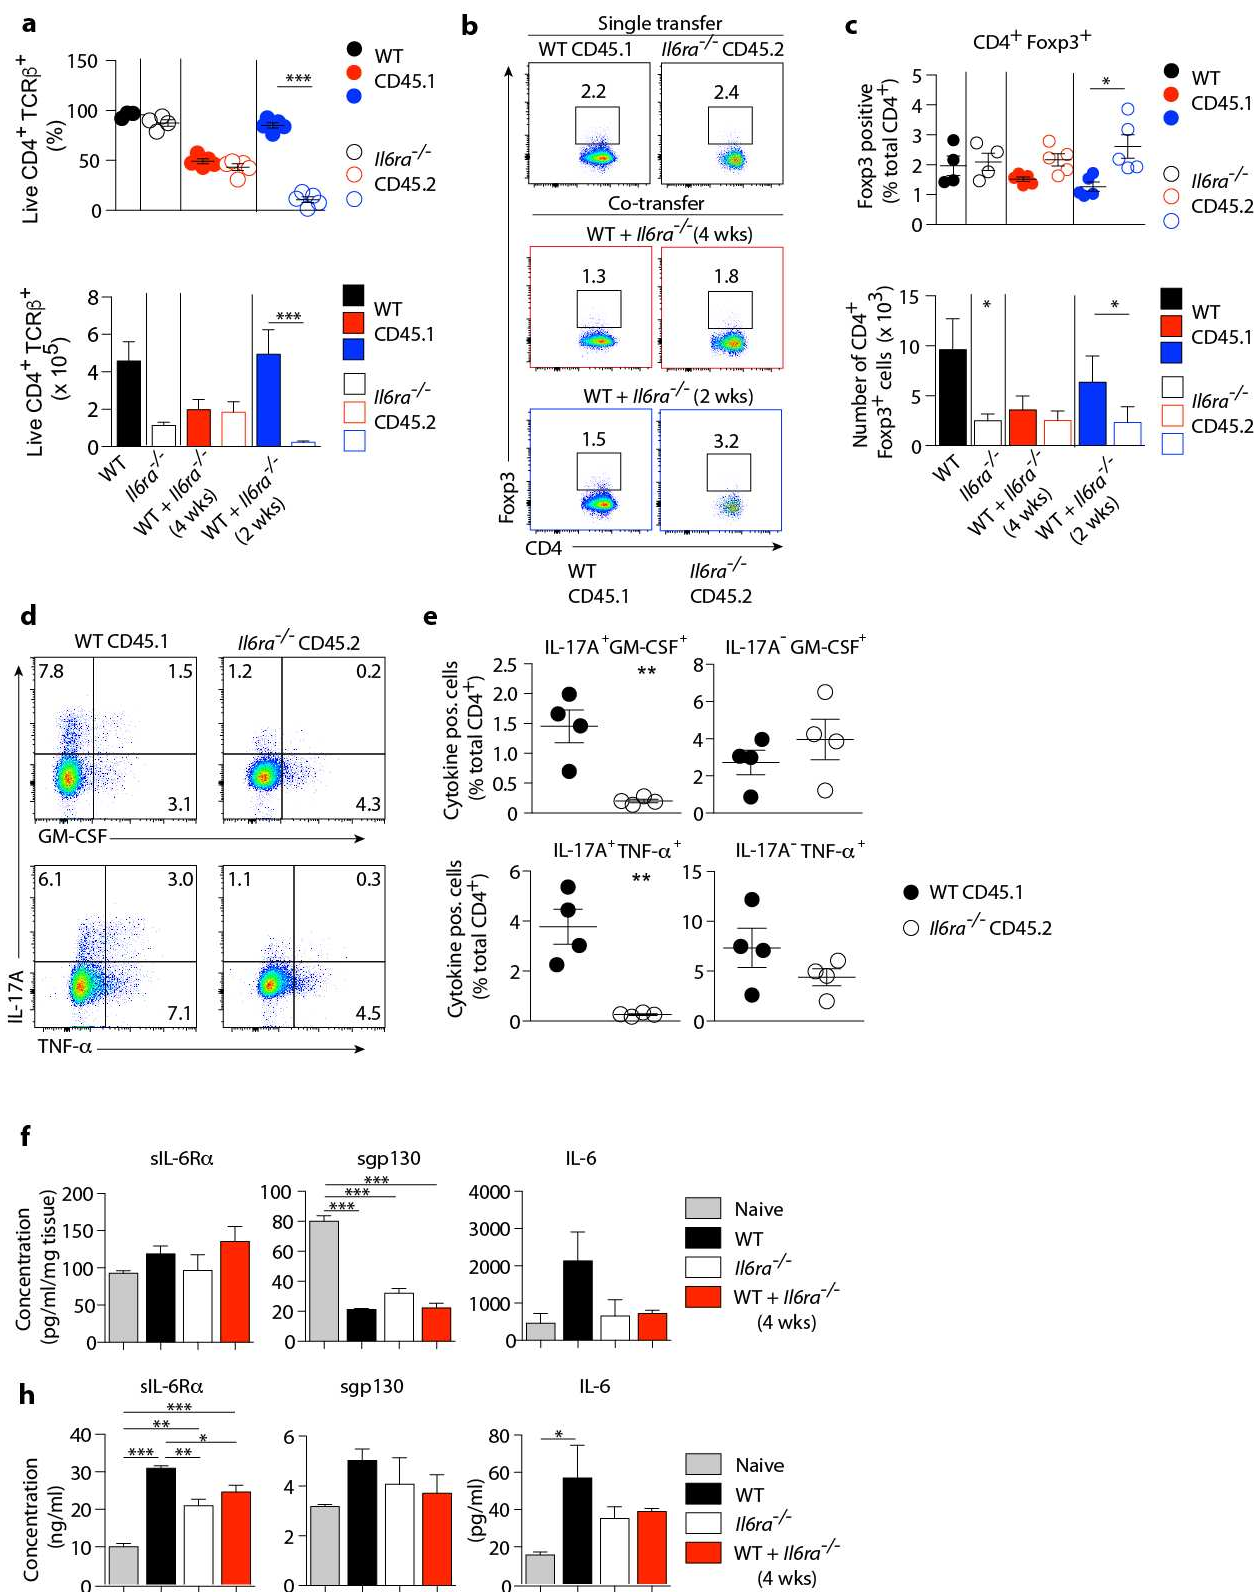 a
Live CD4+ TCRβ+
(%)
150
100
50
0
***
WT
CD45.1
Il6ra-/-
CD45.2
Live CD4+ TCRβ+
(x 105)
8
6
4
2
0
***
WT
CD45.1
Il6ra-/-
CD45.2
WT
Il6ra-/-
WT + Il6ra-/-
(4 wks)
WT + Il6ra-/-
(2 wks)
b
Single transfer
WT CD45.1
Il6ra-/- CD45.2
2.2
2.4
Co-transfer
WT + Il6ra-/- (4 wks)
1.3
1.8
WT + Il6ra-/- (2 wks)
1.5
3.2
Foxp3
CD4
WT
CD45.1
Il6ra-/-
CD45.2
c
CD4+ Foxp3+
Foxp3 positive
(% total CD4+)
5
4
3
2
1
0
*
WT
CD45.1
Il6ra-/-
CD45.2
Number of CD4+
Foxp3+ cells (x 103)
15
10
5
0
*
*
WT
CD45.1
Il6ra-/-
CD45.2
WT
Il6ra-/-
WT + Il6ra-/-
(4 wks)
WT + Il6ra-/-
(2 wks)
d
WT CD45.1
Il6ra-/- CD45.2
7.8
1.5
3.1
1.2
0.2
4.3
GM-CSF
6.1
3.0
7.1
1.1
0.3
4.5
IL-17A
TNF-α
e
IL-17A+GM-CSF+
Cytokine pos. cells
(% total CD4+)
2.5
2.0
1.5
1.0
0.5
0
**
IL-17A- GM-CSF+
8
6
4
2
0
IL-17A+TNF-α+
Cytokine pos. cells
(% total CD4+)
6
4
2
0
**
IL-17A- TNF-α+
15
10
5
0
WT CD45.1
Il6ra-/- CD45.2
f
sIL-6Rα
Concentration
(pg/ml/mg tissue)
200
150
100
50
0
sgp130
100
80
60
40
20
0
***
***
***
IL-6
4000
3000
2000
1000
0
Naive
WT
Il6ra-/-
WT + Il6ra-/-
(4 wks)
h
sIL-6Rα
Concentration
(ng/ml)
40
30
20
10
0
***
**
*
***
**
sgp130
6
4
2
0
IL-6
(pg/ml)
80
60
40
20
0
*
Naive
WT
Il6ra-/-
WT + Il6ra-/-
(4 wks)